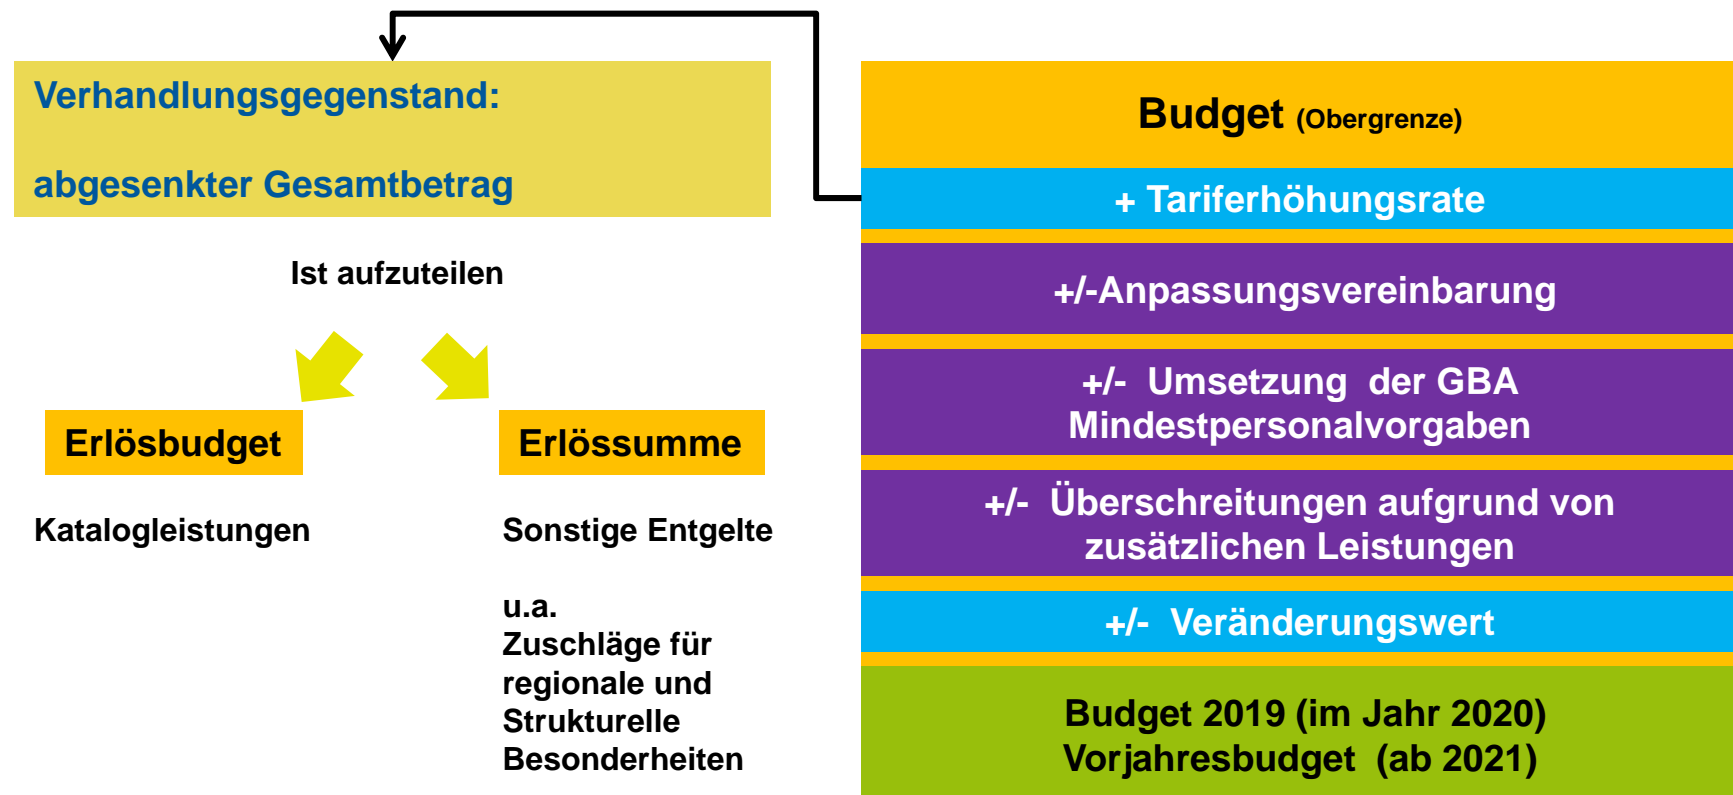 Verhandlungsgegenstand:
abgesenkter Gesamtbetrag
Ist aufzuteilen
Erlösbudget
Katalogleistungen
Erlössumme
Sonstige Entgelte
u.a.
Zuschläge für
regionale und
Strukturelle
Besonderheiten
Budget (Obergrenze)
+ Tariferhöhungsrate
+/-Anpassungsvereinbarung
+/- Umsetzung der GBA
Mindestpersonalvorgaben
+/- Überschreitungen aufgrund von
zusätzlichen Leistungen
+/- Veränderungswert
Budget 2019 (im Jahr 2020)
Vorjahresbudget (ab 2021)